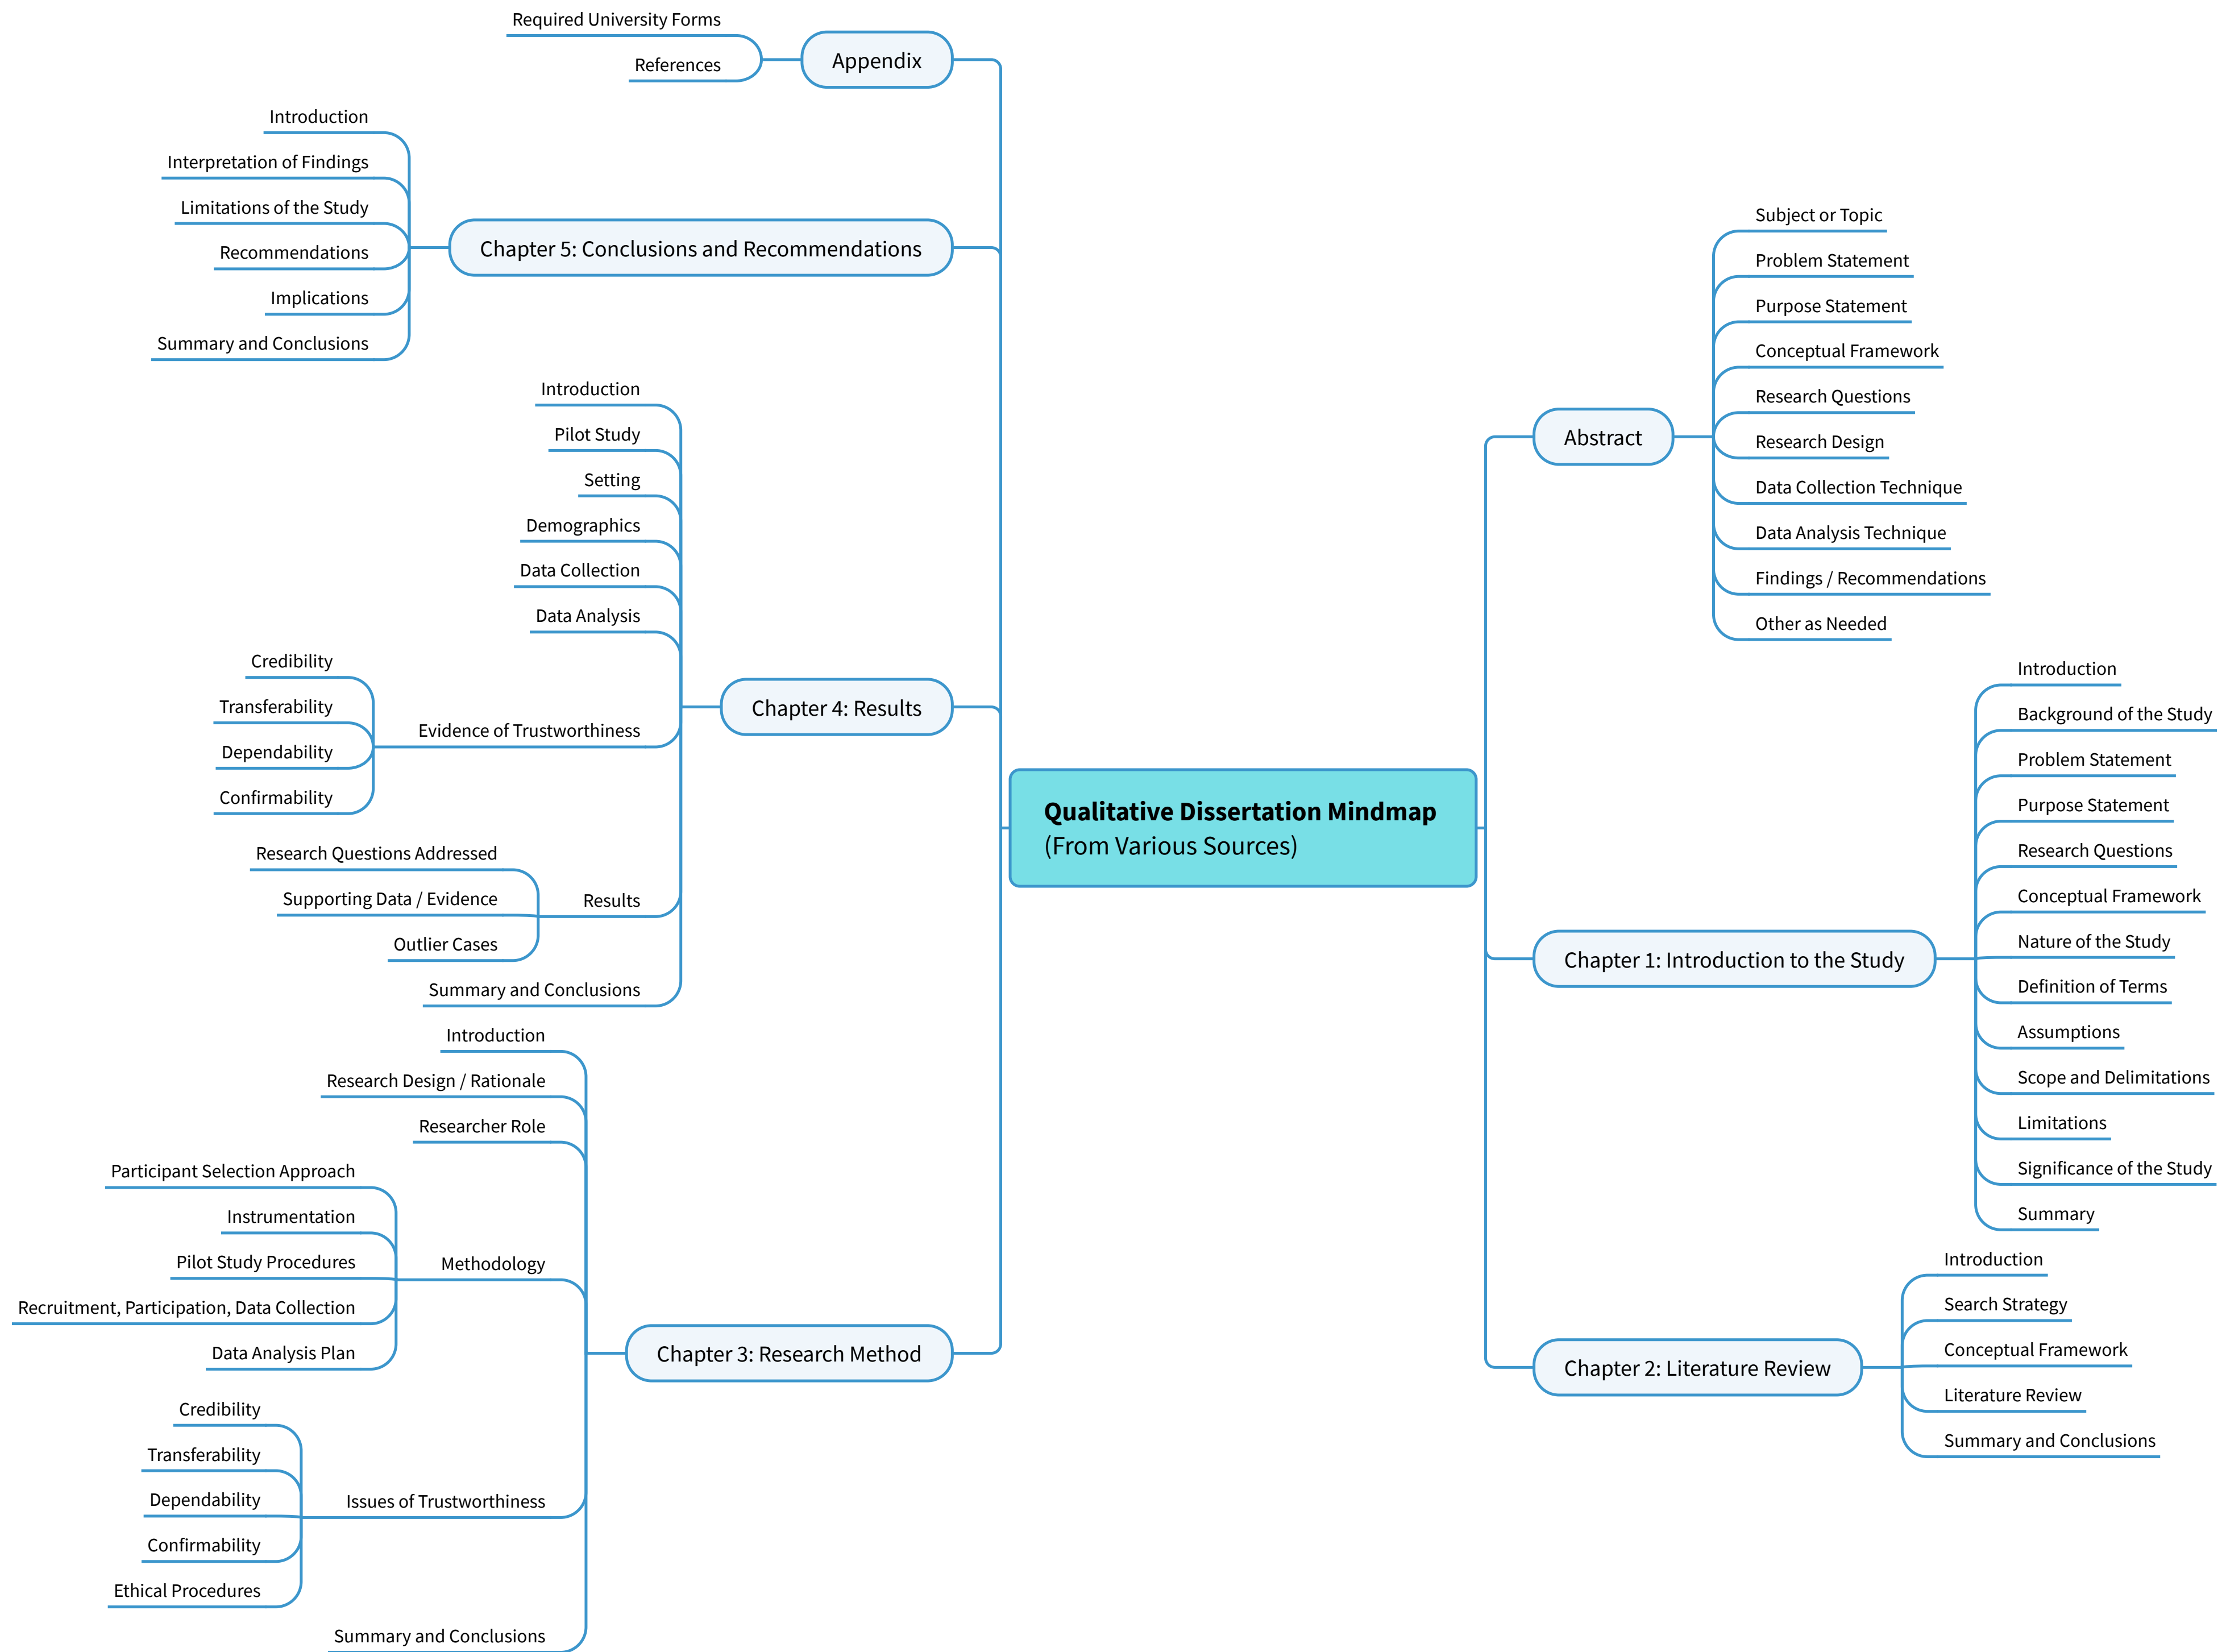 Qualitative Dissertation Mindmap
(From Various Sources)
Abstract
Subject or Topic
Problem Statement
Purpose Statement
Conceptual Framework
Research Questions
Research Design
Data Collection Technique
Data Analysis Technique
Findings / Recommendations
Other as Needed
Chapter 1: Introduction to the Study
Introduction
Background of the Study
Problem Statement
Purpose Statement
Research Questions
Conceptual Framework
Nature of the Study
Definition of Terms
Assumptions
Scope and Delimitations
Limitations
Significance of the Study
Summary
Chapter 2: Literature Review
Introduction
Search Strategy
Conceptual Framework
Literature Review
Summary and Conclusions
Chapter 3: Research Method
Introduction
Research Design / Rationale
Researcher Role
Methodology
Participant Selection Approach
Instrumentation
Pilot Study Procedures
Recruitment, Participation, Data Collection
Data Analysis Plan
Issues of Trustworthiness
Credibility
Transferability
Dependability
Confirmability
Ethical Procedures
Summary and Conclusions
Chapter 4: Results
Introduction
Pilot Study
Setting
Demographics
Data Collection
Data Analysis
Evidence of Trustworthiness
Credibility
Transferability
Dependability
Confirmability
Results
Research Questions Addressed
Supporting Data / Evidence
Outlier Cases
Summary and Conclusions
Chapter 5: Conclusions and Recommendations
Introduction
Interpretation of Findings
Limitations of the Study
Recommendations
Implications
Summary and Conclusions
Appendix
Required University Forms
References